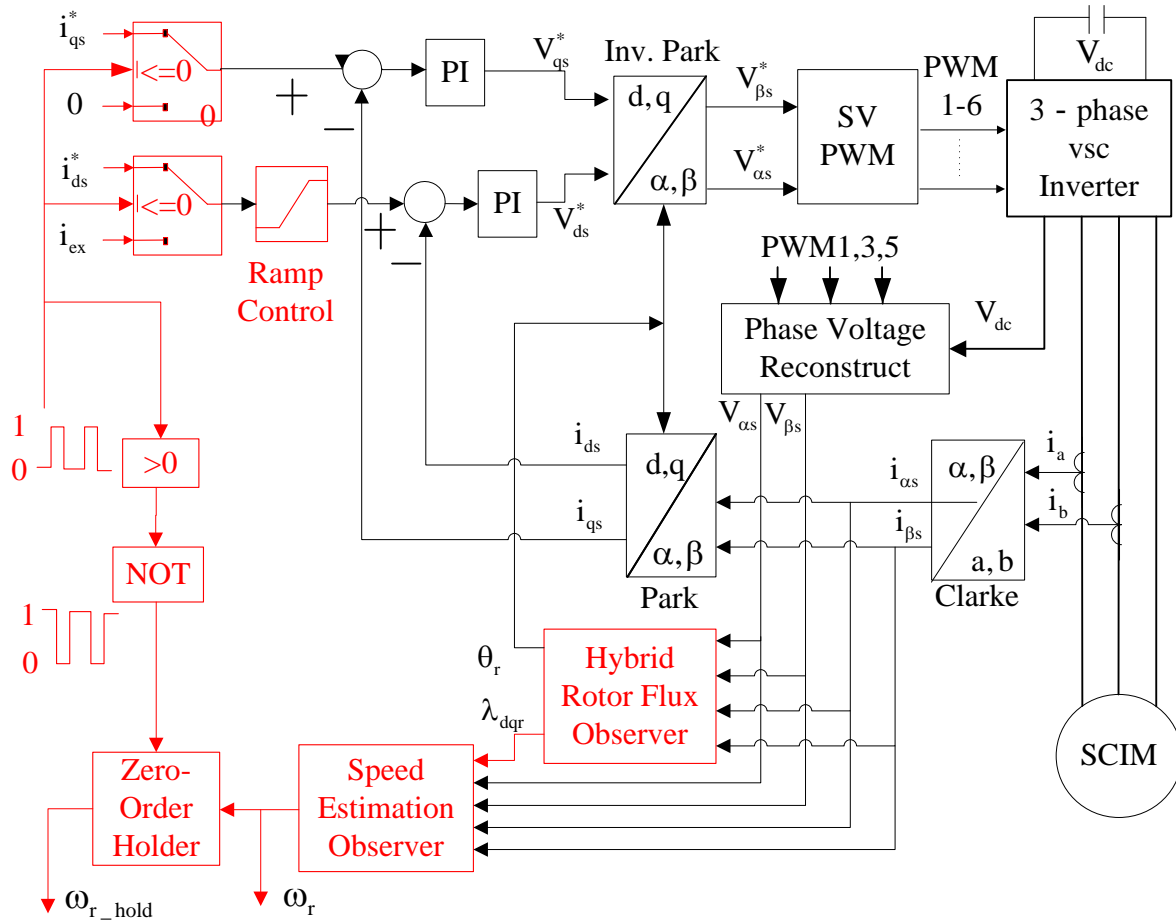 i*qs
|<=0
0
0
i*ds
|<=0
iex
Ramp
Control
+
−
PI
V*qs
+
−
PI
V*ds
Inv. Park
d,q
α,β
V*βs
V*αs
SV
PWM
PWM
1-6
Vdc
3 - phase
vsc
Inverter
PWM1,3,5
Phase Voltage
Reconstruct
Vdc
Vαs
Vβs
1
0
>0
NOT
1
0
ids
iqs
d,q
α,β
Park
iαs
iβs
α,β
a,b
Clarke
ia
ib
θr
λdqr
Hybrid
Rotor Flux
Observer
SCIM
Zero-
Order
Holder
Speed
Estimation
Observer
ωr_hold
ωr